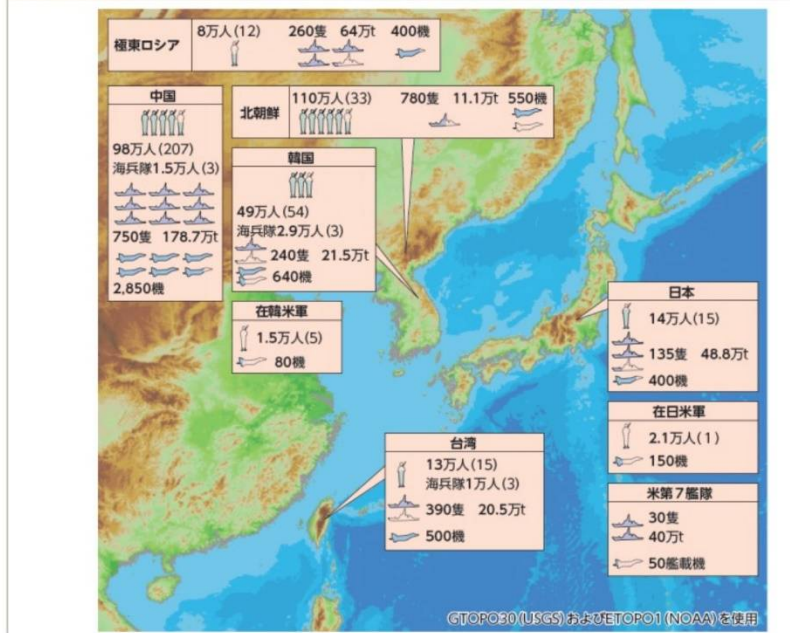 極東ロシア
8万人(12) 260隻 64万t 400機
中国
98万人(207)
海兵隊1.5万人(3)
750隻 178.7万t
2,850機
北朝鮮
110万人(33) 780隻 11.1万t 550機
韓国
49万人(54)
海兵隊2.9万人(3)
240隻 21.5万t
640機
在韓米軍
1.5万人(5)
80機
日本
14万人(15)
135隻 48.8万t
400機
在日米軍
2.1万人(1)
150機
台湾
13万人(15)
海兵隊1万人(3)
390隻 20.5万t
500機
米第7艦隊
30隻
40万t
50艦載機
GTOPO30(USGS)およびETOPO1(NOAA)を使用